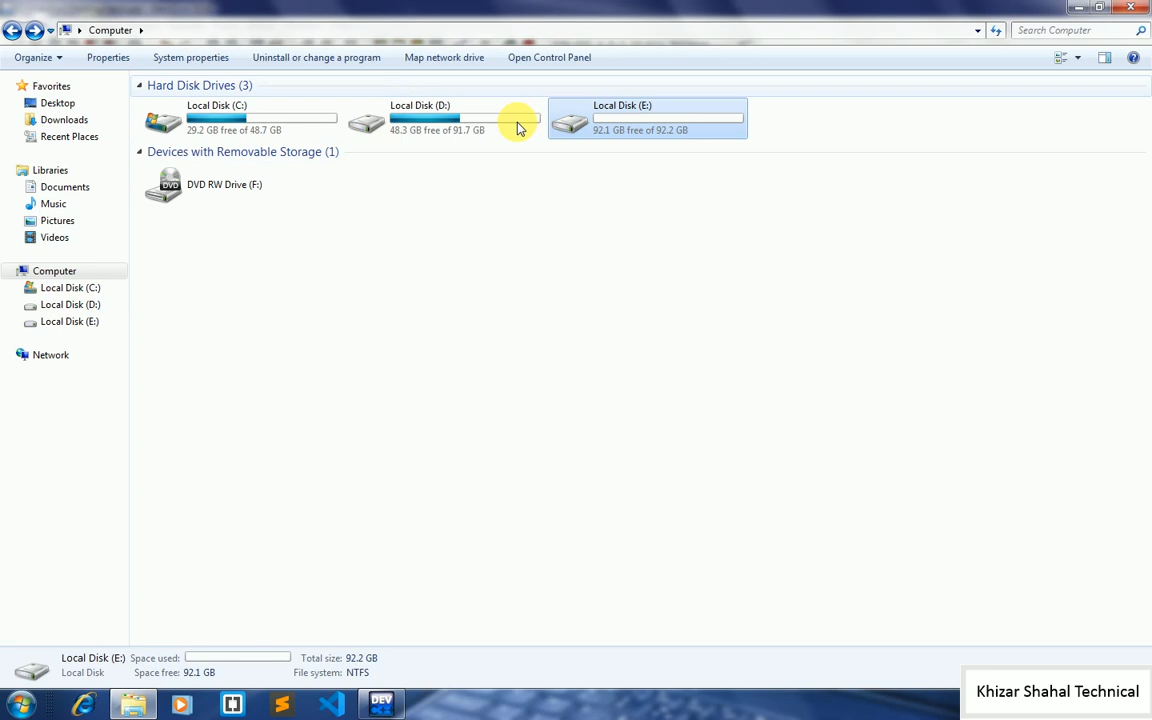 Computer
Search Computer
Organize
Properties
System properties
Uninstall or change a program
Map network drive
Open Control Panel
Favorites
Desktop
Downloads
Recent Places
Libraries
Documents
Music
Pictures
Videos
Computer
Local Disk (C:)
Local Disk (D:)
Local Disk (E:)
Network
Hard Disk Drives (3)
Local Disk (C:)
29.2 GB free of 48.7 GB
Local Disk (D:)
48.3 GB free of 91.7 GB
Local Disk (E:)
92.1 GB free of 92.2 GB
Devices with Removable Storage (1)
DVD
DVD RW Drive (F:)
Local Disk (E:) Space used: Total size: 92.2 GB
Local Disk Space free: 92.1 GB File system: NTFS
DEV
Khizar Shahal Technical